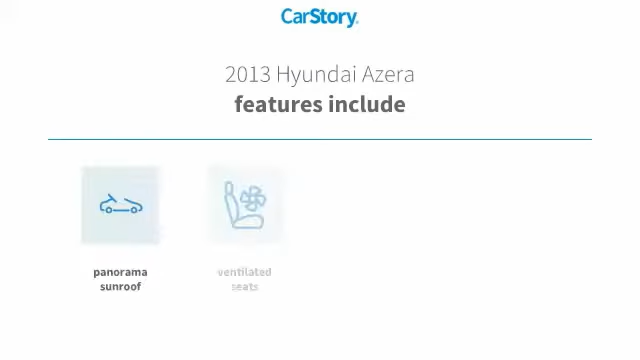 CarStory
2013 Hyundai Azera
features include
panorama
sunroof
ventilated
seats